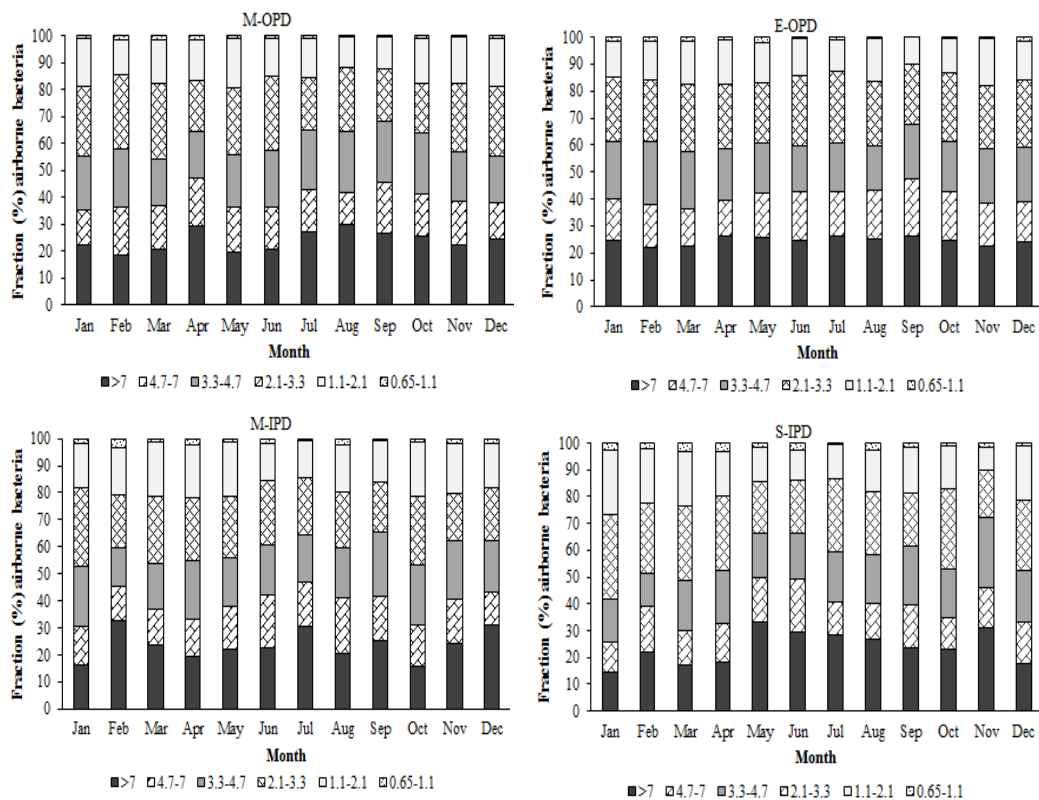 M-OPD
Fraction (%) airborne bacteria
100
90
80
70
60
50
40
30
20
10
0
Jan Feb Mar Apr May Jun Jul Aug Sep Oct Nov Dec
Month
>7 4.7-7 3.3-4.7 2.1-3.3 1.1-2.1 0.65-1.1
E-OPD
Fraction (%) airborne bacteria
100
90
80
70
60
50
40
30
20
10
0
Jan Feb Mar Apr May Jun Jul Aug Sep Oct Nov Dec
Month
>7 4.7-7 3.3-4.7 2.1-3.3 1.1-2.1 0.65-1.1
M-IPD
Fraction (%) airborne bacteria
100
90
80
70
60
50
40
30
20
10
0
Jan Feb Mar Apr May Jun Jul Aug Sep Oct Nov Dec
Month
>7 4.7-7 3.3-4.7 2.1-3.3 1.1-2.1 0.65-1.1
S-IPD
Fraction (%) airborne bacteria
100
90
80
70
60
50
40
30
20
10
0
Jan Feb Mar Apr May Jun Jul Aug Sep Oct Nov Dec
Month
>7 4.7-7 3.3-4.7 2.1-3.3 1.1-2.1 0.65-1.1